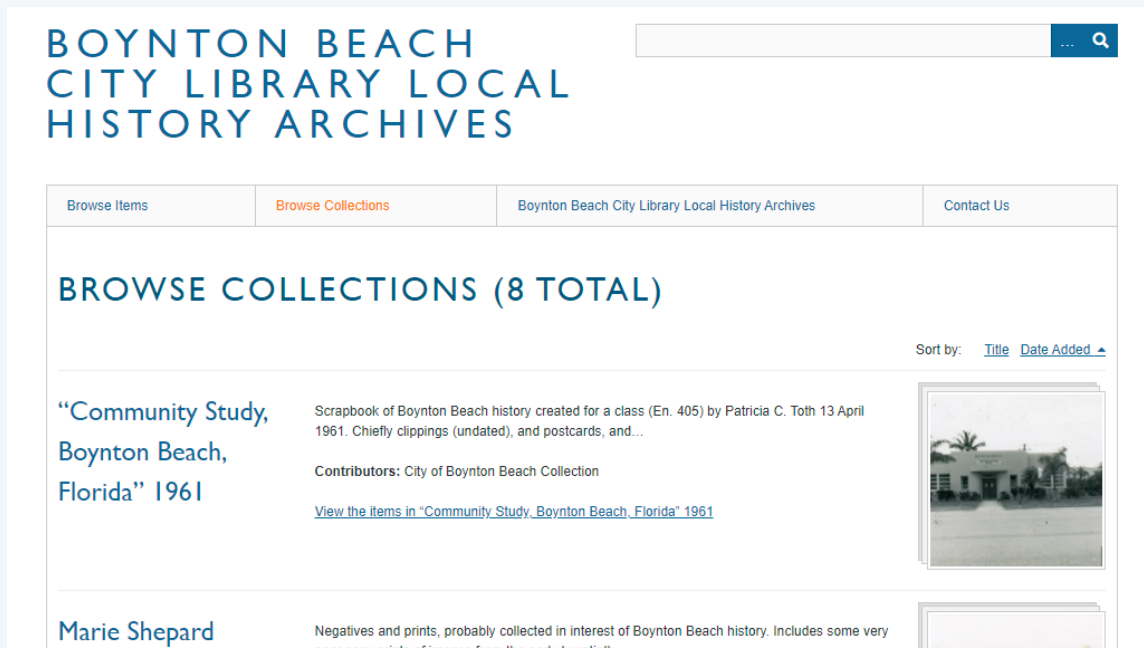 BOYNTON BEACH
CITY LIBRARY LOCAL
HISTORY ARCHIVES
...
Browse Items
Browse Collections
Boynton Beach City Library Local History Archives
Contact Us
BROWSE COLLECTIONS (8 TOTAL)
Sort by: Title Date Added
“Community Study,
Boynton Beach,
Florida” 1961
Scrapbook of Boynton Beach history created for a class (En. 405) by Patricia C. Toth 13 April
1961. Chiefly clippings (undated), and postcards, and…
Contributors: City of Boynton Beach Collection
View the items in “Community Study, Boynton Beach, Florida” 1961
Marie Shepard
Negatives and prints, probably collected in interest of Boynton Beach history. Includes some very